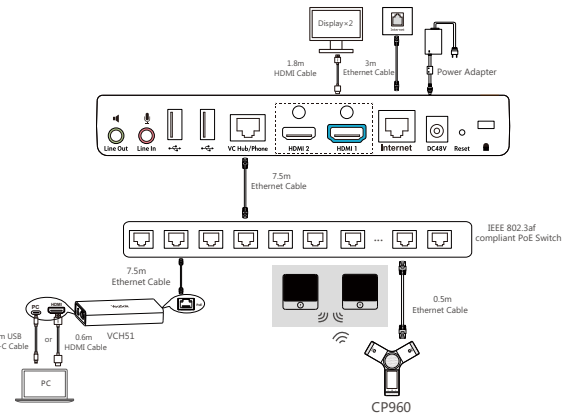 Display×2
Internet
1.8m
HDMI Cable
3m
Ethernet Cable
Power Adapter
Line Out
Line In
VC Hub/Phone
HDMI 2
HDMI 1
Internet
DC48V
Reset
7.5m
Ethernet Cable
IEEE 802.3af
compliant PoE Switch
...
7.5m
Ethernet Cable
0.5m
Ethernet Cable
PC
HDMI
PoE
VCH51
m USB
-C Cable
or
0.6m
HDMI Cable
PC
CP960